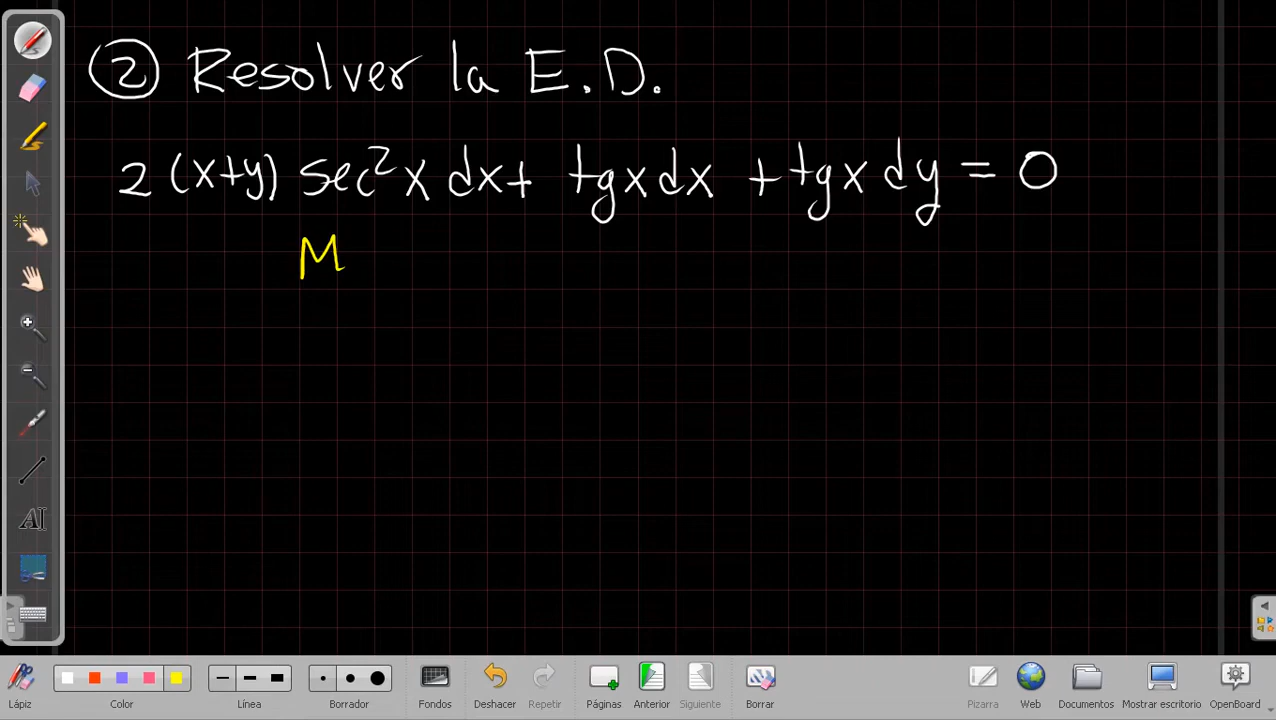 ② Resolver la E.D.
2 (x+y) sec²x dx + tgx dx + tgx dy = 0
M
Lápiz Color Línea Borrador Fondos Deshacer Repetir Páginas Anterior Siguiente Borrar Pizarra Web Documentos Mostrar escritorio OpenBoard